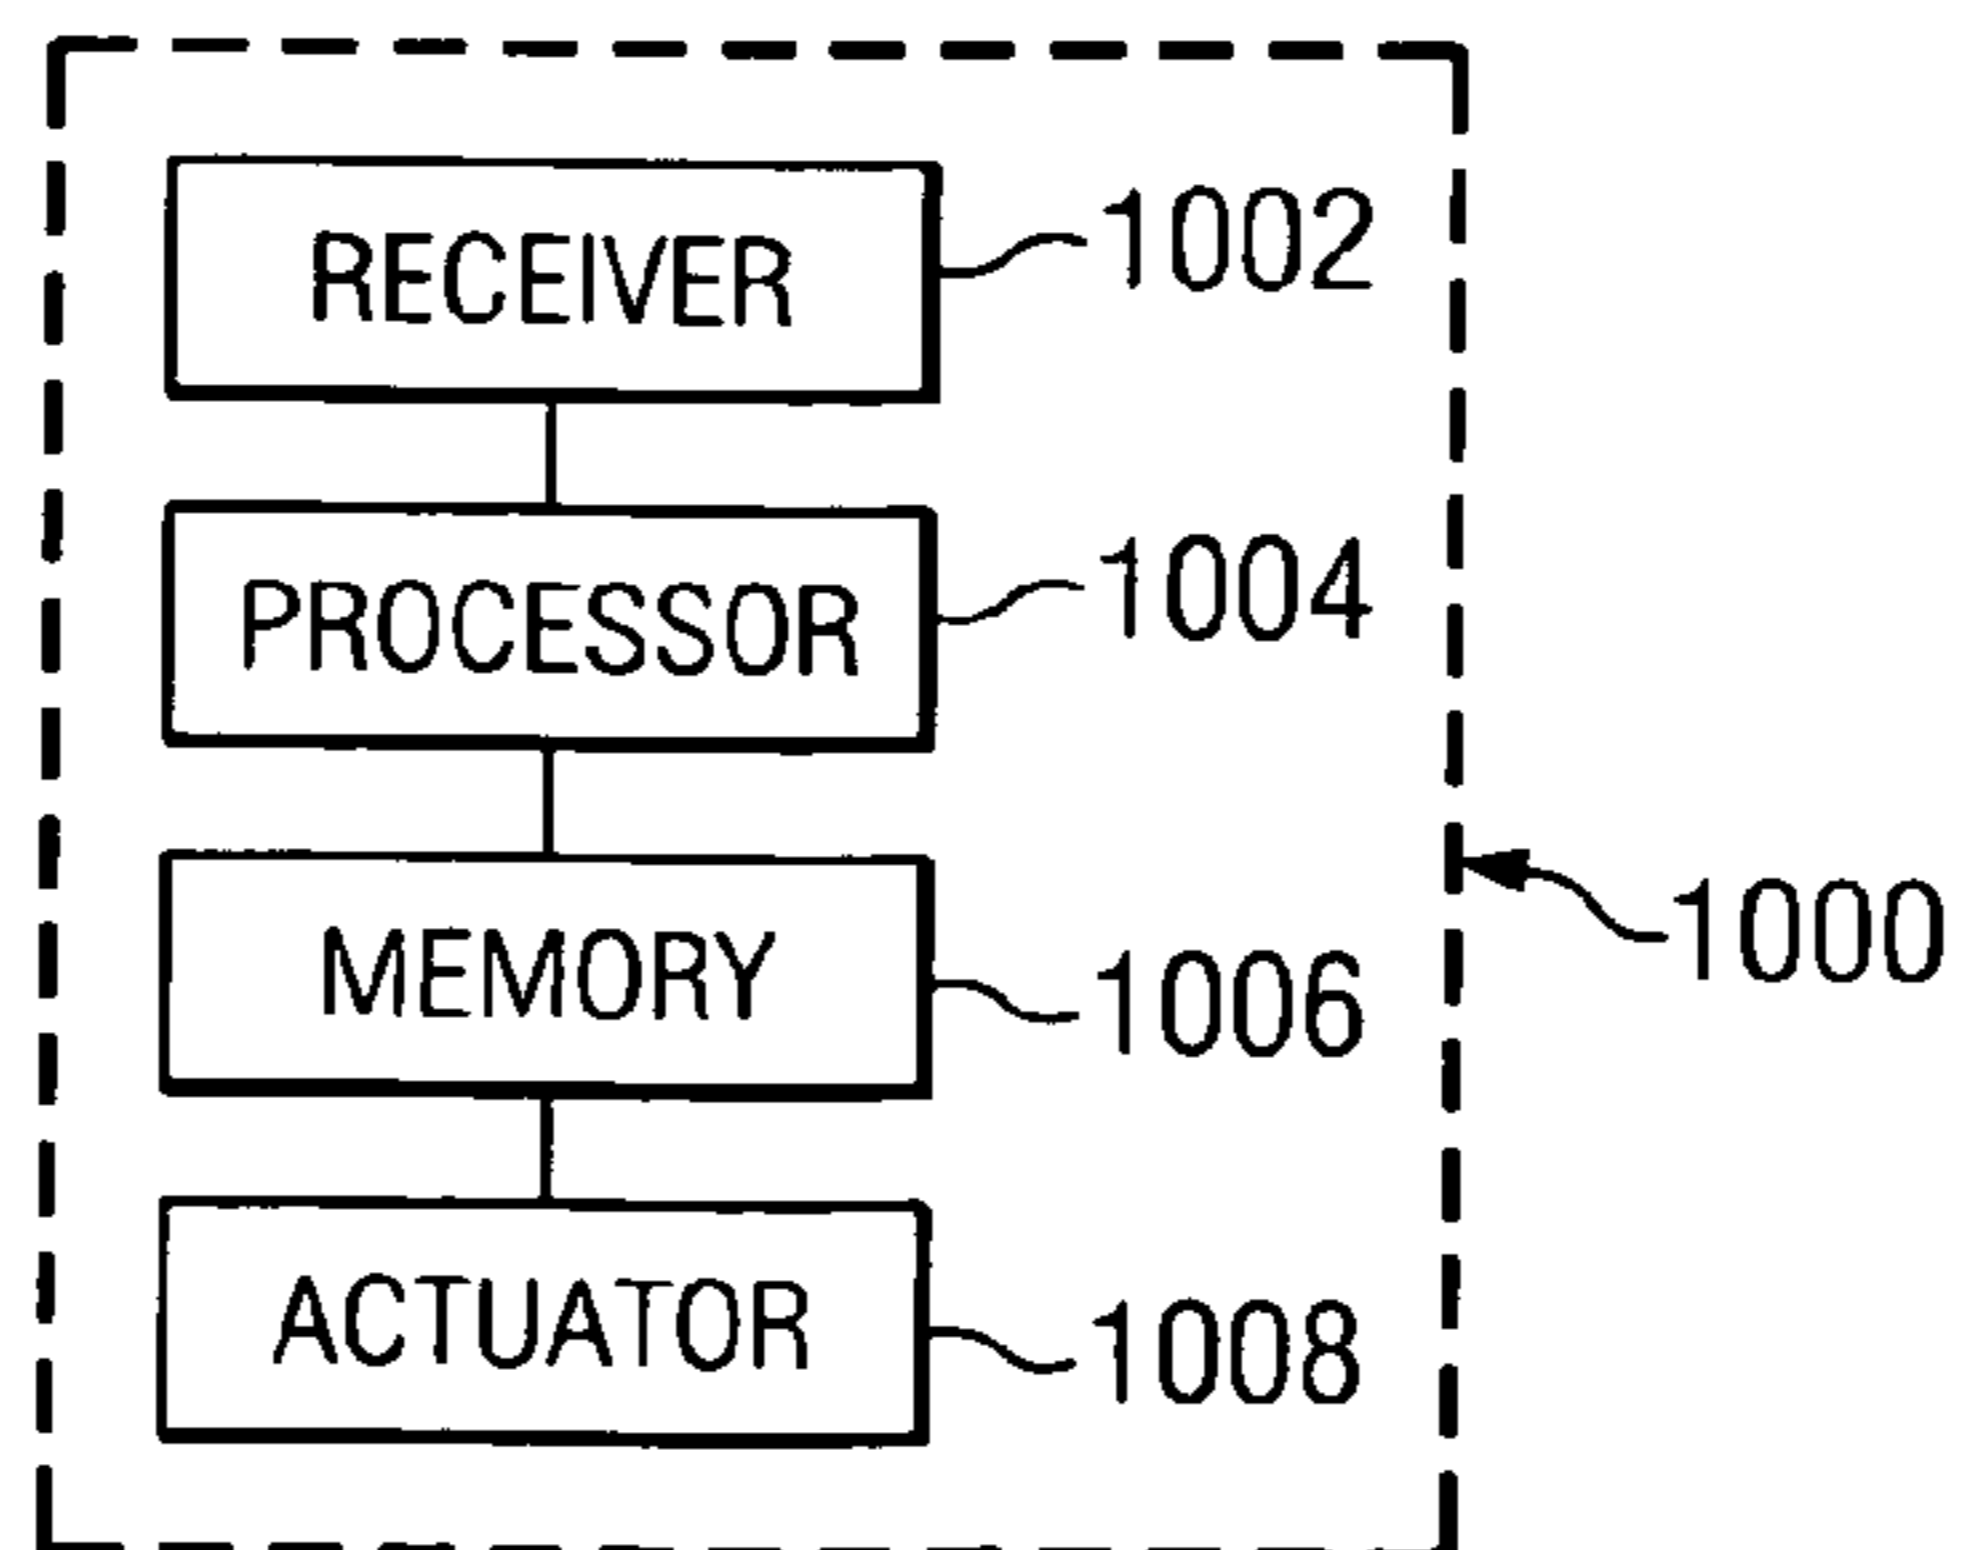 RECEIVER 1002
PROCESSOR 1004
1000
MEMORY 1006
ACTUATOR 1008